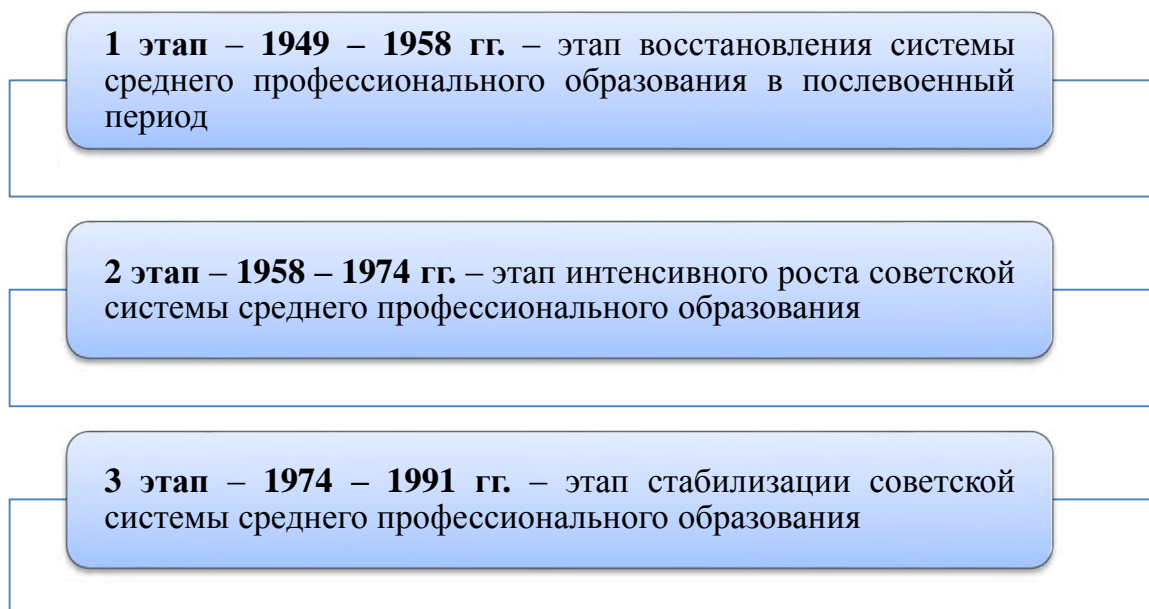 1 этап – 1949 – 1958 гг. – этап восстановления системы
среднего профессионального образования в послевоенный
период
2 этап – 1958 – 1974 гг. – этап интенсивного роста советской
системы среднего профессионального образования
3 этап – 1974 – 1991 гг. – этап стабилизации советской
системы среднего профессионального образования